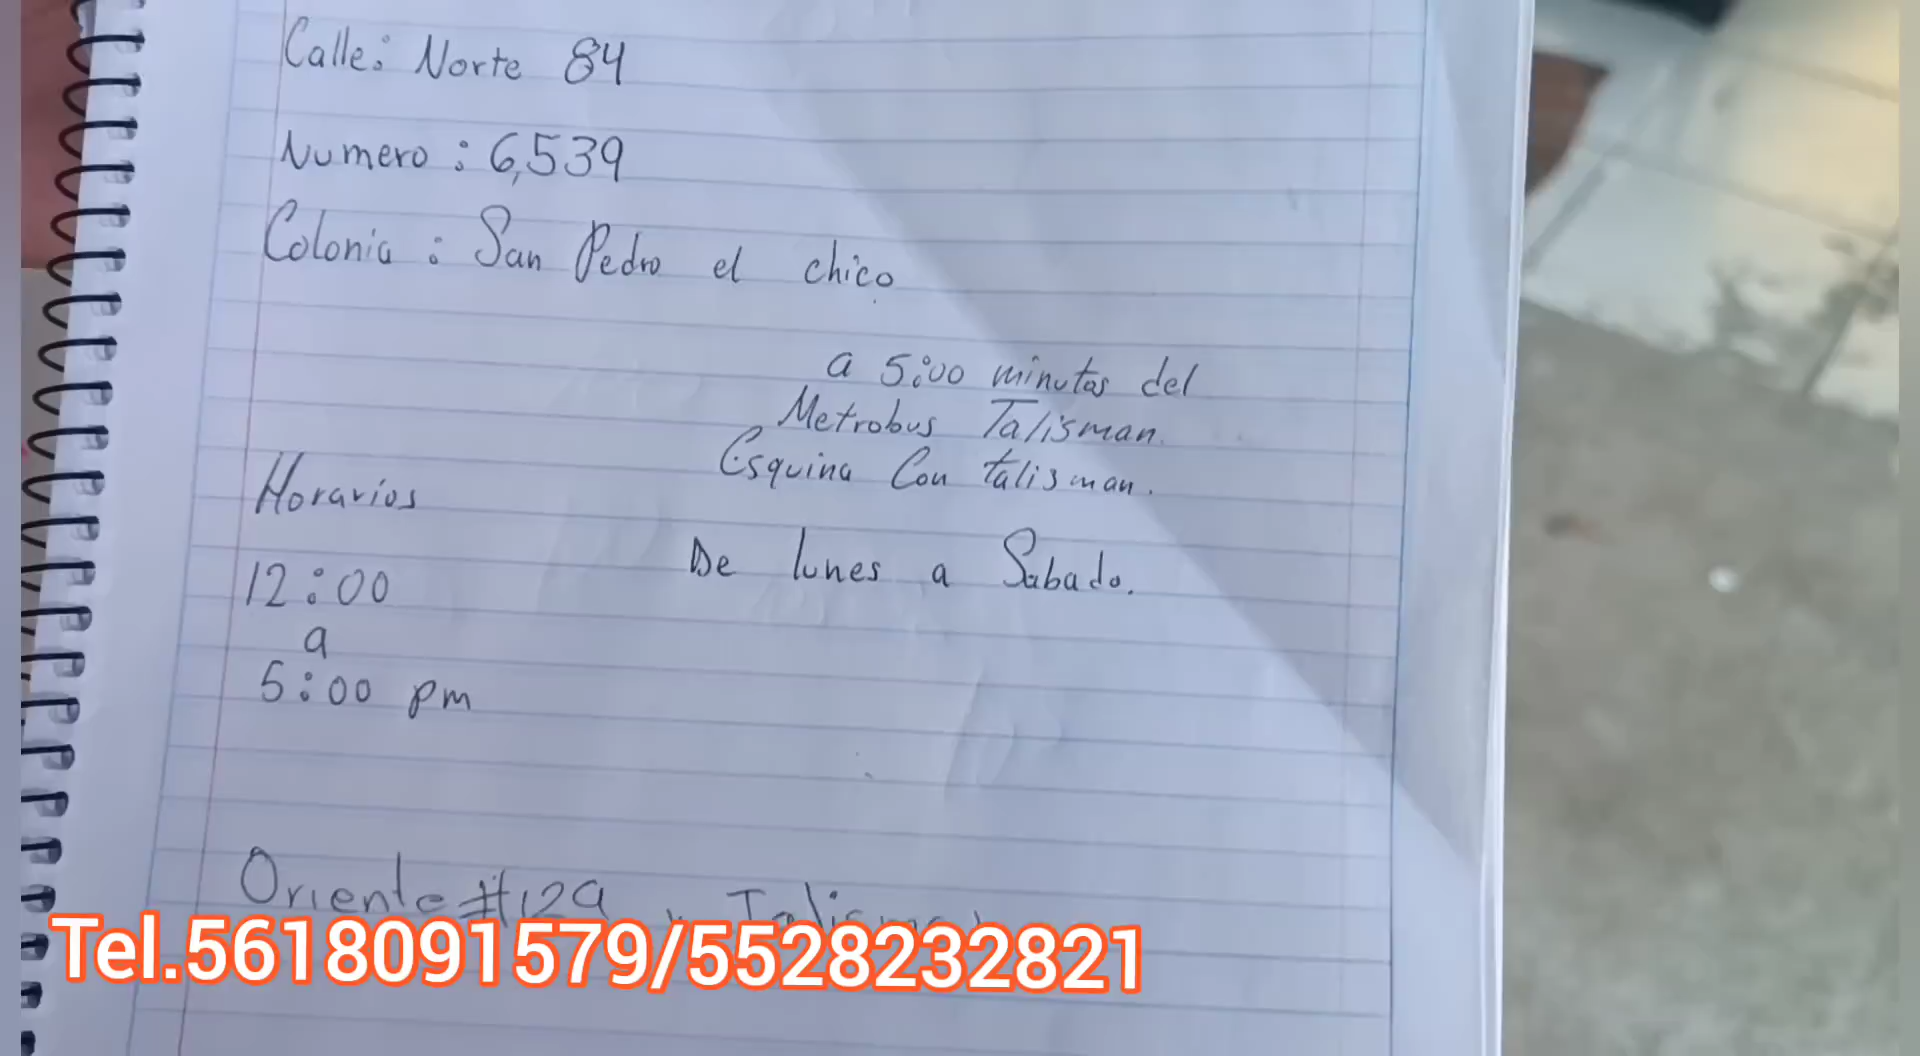 Calle: Norte 84
Numero: 6,539
Colonia: San Pedro el chico
a 5:00 minutos del
Metrobus Talisman.
Esquina Con talisman.
Horarios
De lunes a Sabado.
12:00
a
5:00 pm
Oriente #129 y Talisman
Tel.5618091579/5528232821